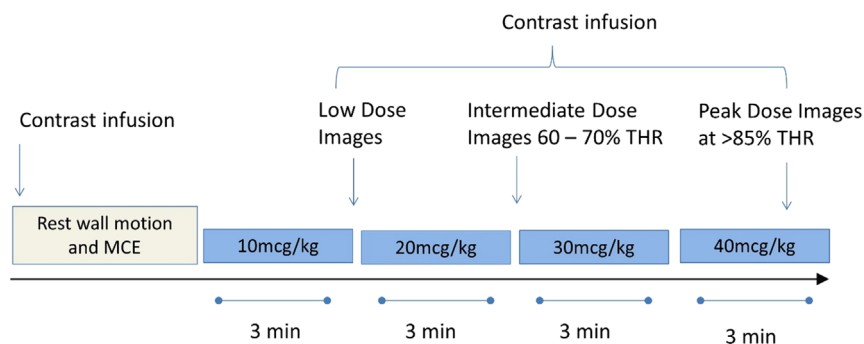 Contrast infusion
Contrast infusion
Low Dose
Images
Intermediate Dose
Images 60 – 70% THR
Peak Dose Images
at >85% THR
Rest wall motion
and MCE
10mcg/kg
20mcg/kg
30mcg/kg
40mcg/kg
3 min
3 min
3 min
3 min